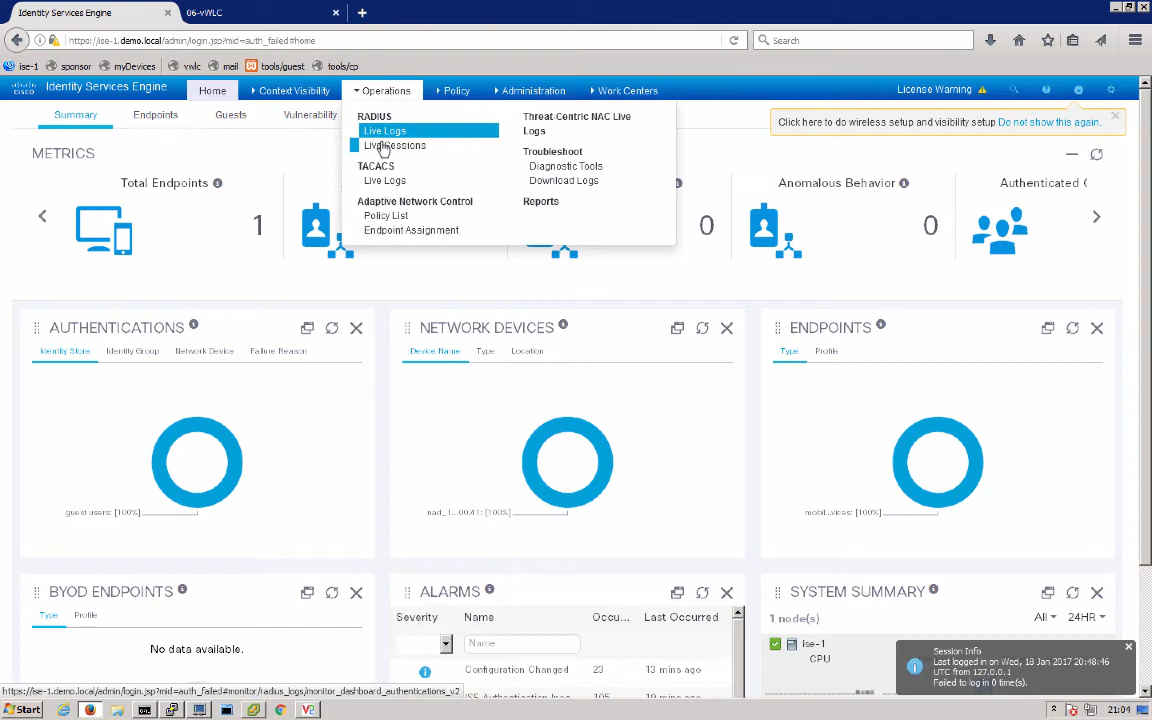 Identity Services Engine
06-vWLC
https://ise-1.demo.local/admin/login.jsp?mid=auth_failed#home
Search
ise-1
sponsor
myDevices
vwlc
mail
tools/guest
tools/cp
cisco
Identity Services Engine
Home
Context Visibility
Operations
Policy
Administration
Work Centers
License Warning
Summary
Endpoints
Guests
Vulnerability
Click here to do wireless setup and visibility setup Do not show this again.
RADIUS
Live Logs
Live Sessions
TACACS
Live Logs
Adaptive Network Control
Policy List
Endpoint Assignment
Threat-Centric NAC Live
Logs
Troubleshoot
Diagnostic Tools
Download Logs
Reports
METRICS
Total Endpoints
1
0
Anomalous Behavior
0
Authenticated
AUTHENTICATIONS
Identity Store
Identity Group
Network Device
Failure Reason
guest users: [100%]
NETWORK DEVICES
Device Name
Type
Location
nad_1...00.41: [100%]
ENDPOINTS
Type
Profile
mobil...vices: [100%]
BYOD ENDPOINTS
Type
Profile
No data available.
ALARMS
Severity
Name
Occu...
Last Occurred
Name
Configuration Changed
23
13 mins ago
SYSTEM SUMMARY
1 node(s)
All
24HR
ise-1
CPU
Session Info
Last logged in on Wed, 18 Jan 2017 20:48:46
UTC from 127.0.0.1
Failed to log in 0 time(s).
https://ise-1.demo.local/admin/login.jsp?mid=auth_failed#monitor/radius_logs/monitor_dashboard_authentications_v2
Start
21:04